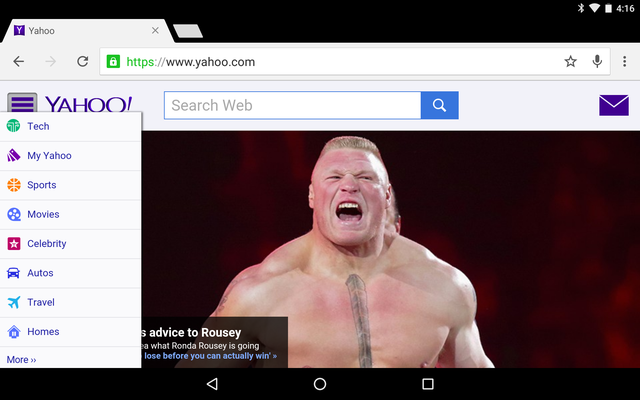 4:16
Yahoo
https://www.yahoo.com
YAHOO!
Search Web
Tech
My Yahoo
Sports
Movies
Celebrity
Autos
Travel
Homes
More ››
s advice to Rousey
ea what Ronda Rousey is going
lose before you can actually win' »